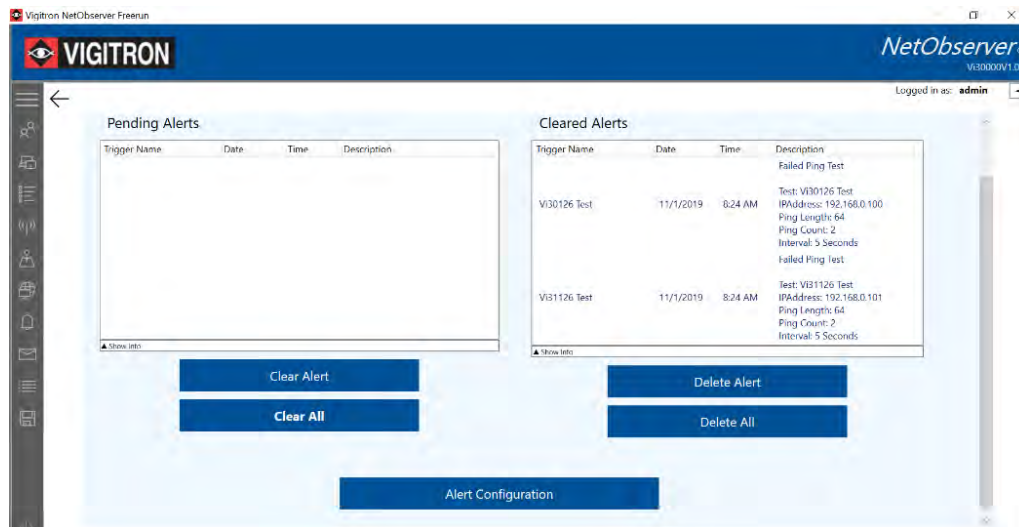 Vigitron NetObserver Freerun
VIGITRON
NetObserver
Vi30000V1.0
Logged in as: admin
Pending Alerts
Trigger Name Date Time Description
▲ Show Info
Clear Alert
Clear All
Cleared Alerts
Trigger Name Date Time Description
Failed Ping Test
Test: Vi30126 Test
Vi30126 Test 11/1/2019 8:24 AM IPAddress: 192.168.0.100
Ping Length: 64
Ping Count: 2
Interval: 5 Seconds
Failed Ping Test
Test: Vi31126 Test
Vi31126 Test 11/1/2019 8:24 AM IPAddress: 192.168.0.101
Ping Length: 64
Ping Count: 2
Interval: 5 Seconds
▲ Show Info
Delete Alert
Delete All
Alert Configuration